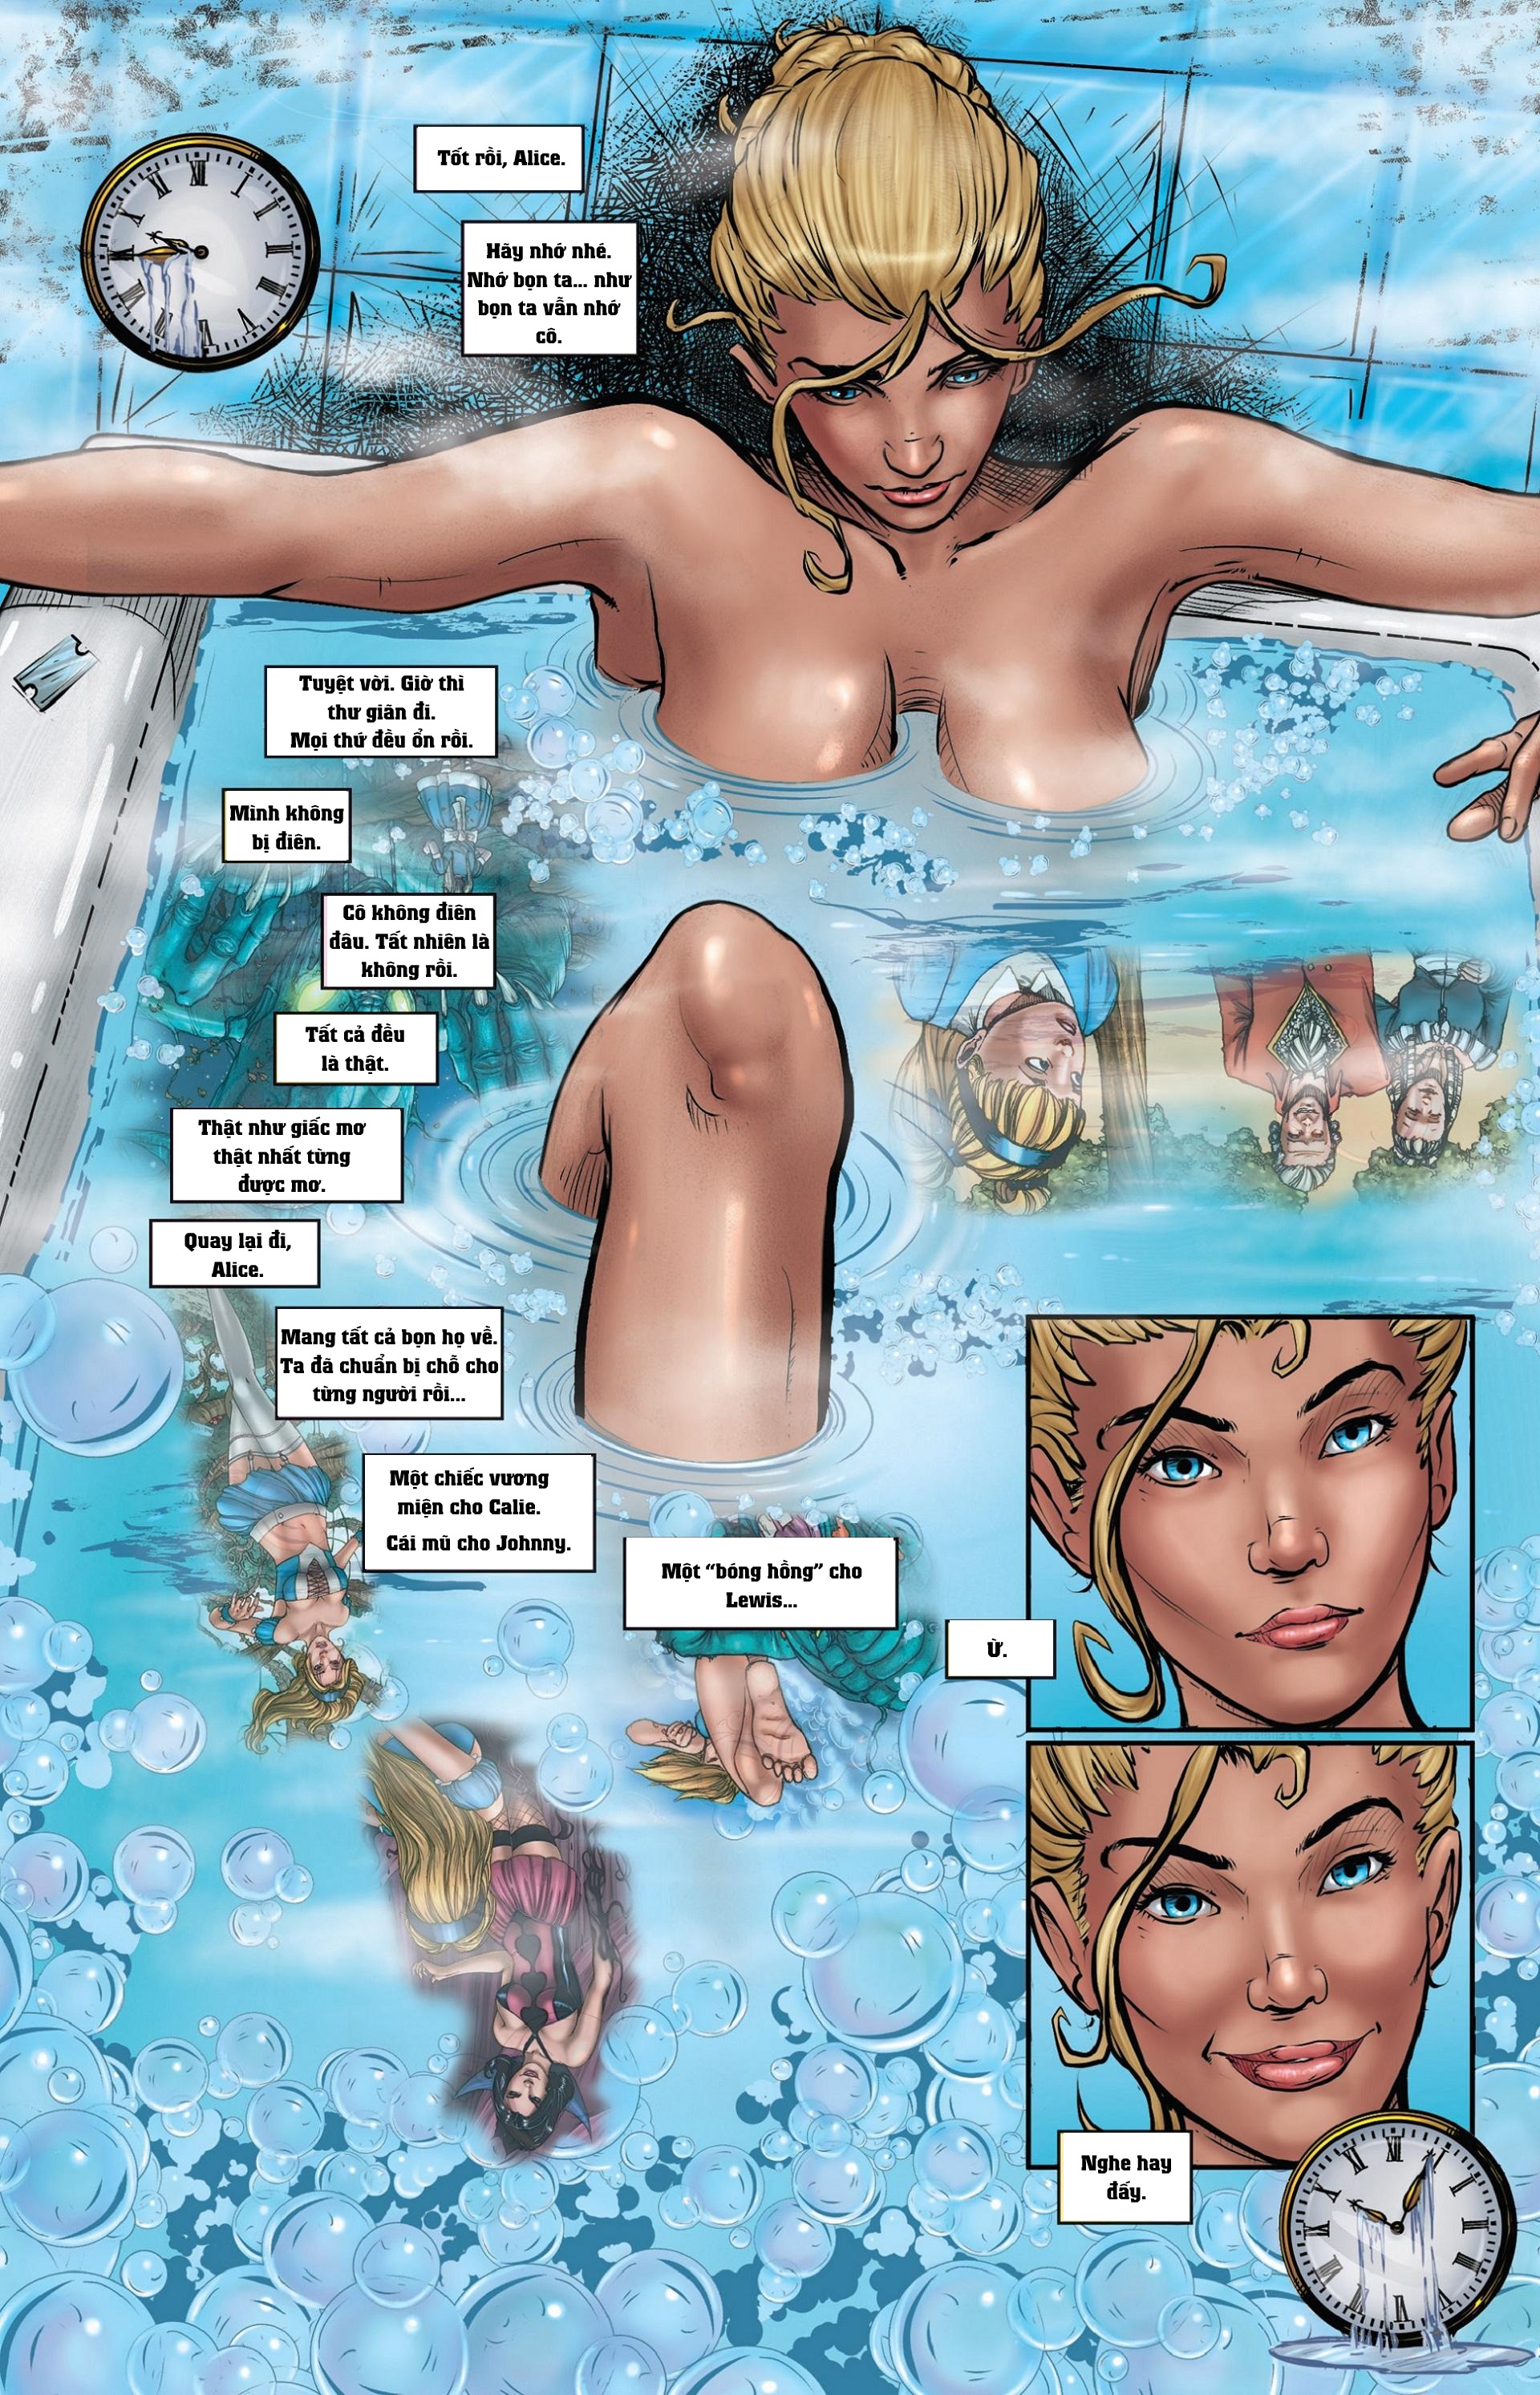 Tốt rồi, Alice.
Hãy nhớ nhé.
Nhớ bọn ta... như
bọn ta vẫn nhớ
cô.
Tuyệt vời. Giờ thì
thư giãn đi.
Mọi thứ đều ổn rồi.
Mình không
bị điên.
Cô không điên
đâu. Tất nhiên là
không rồi.
Tất cả đều
là thật.
Thật như giấc mơ
thật nhất từng
được mơ.
Quay lại đi,
Alice.
Mang tất cả bọn họ về.
Ta đã chuẩn bị chỗ cho
từng người rồi...
Một chiếc vương
miện cho Calie.
Cái mũ cho Johnny.
Một “bóng hồng” cho
Lewis...
Ừ.
Nghe hay
đấy.